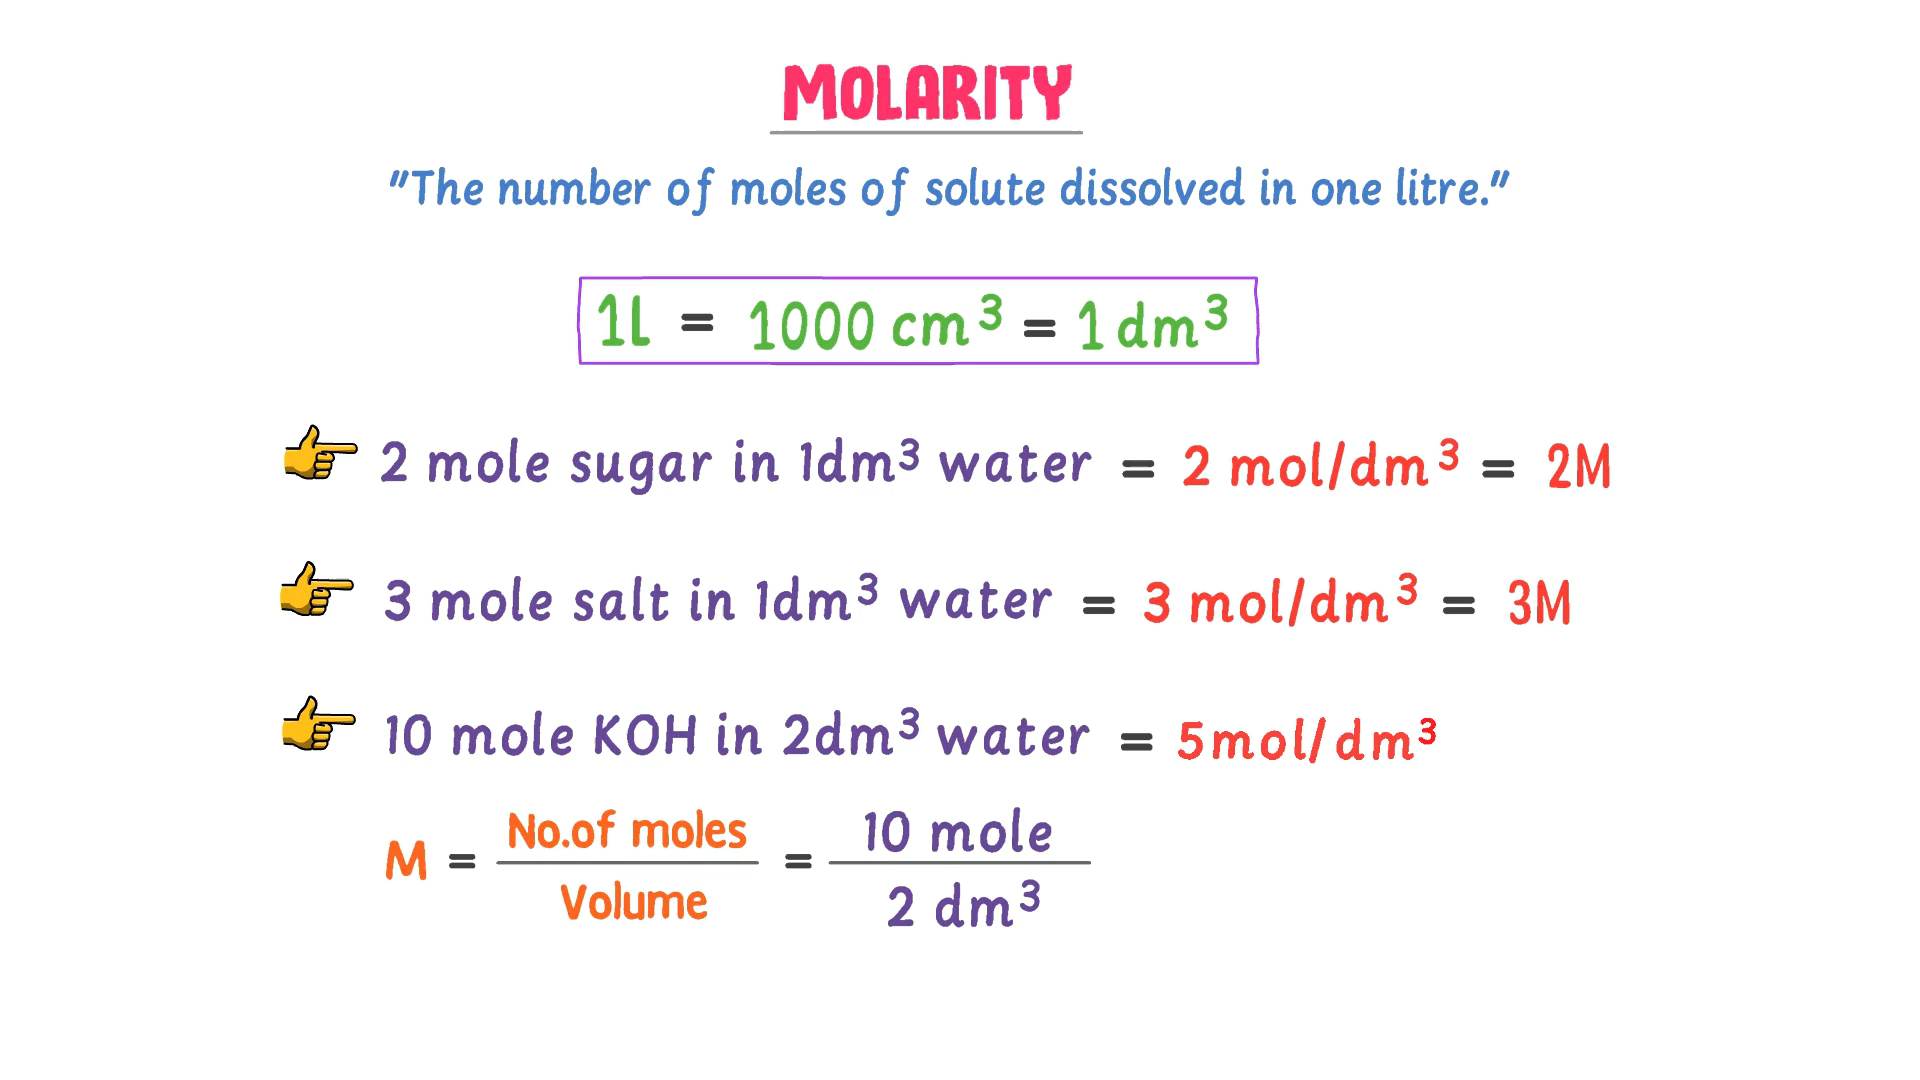 MOLARITY
"The number of moles of solute dissolved in one litre."
1L = 1000 cm³ = 1 dm³
2 mole sugar in 1dm³ water = 2 mol/dm³ = 2M
3 mole salt in 1dm³ water = 3 mol/dm³ = 3M
10 mole KOH in 2dm³ water = 5mol/dm³
M = No.of moles / Volume = 10 mole / 2 dm³